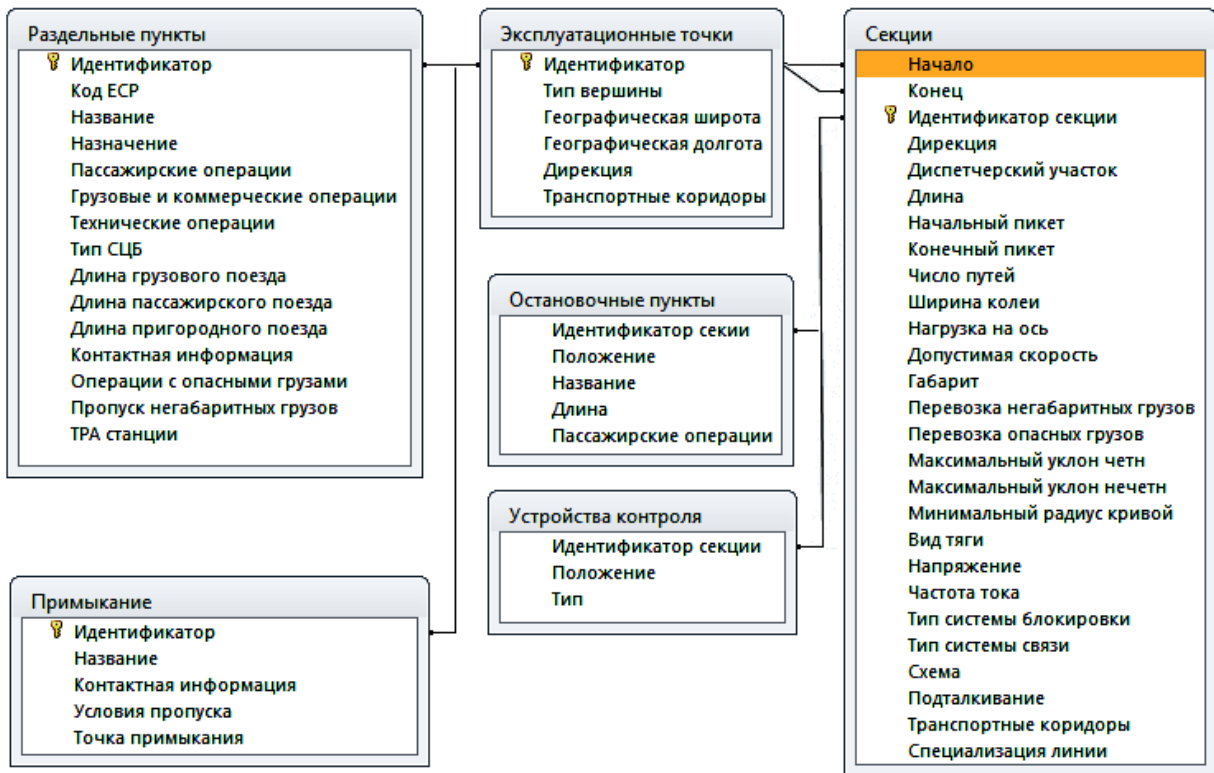 Раздельные пункты
Идентификатор
Код ЕСР
Название
Назначение
Пассажирские операции
Грузовые и коммерческие операции
Технические операции
Тип СЦБ
Длина грузового поезда
Длина пассажирского поезда
Длина пригородного поезда
Контактная информация
Операции с опасными грузами
Пропуск негабаритных грузов
ТРА станции
Примыкание
Идентификатор
Название
Контактная информация
Условия пропуска
Точка примыкания
Эксплуатационные точки
Идентификатор
Тип вершины
Географическая широта
Географическая долгота
Дирекция
Транспортные коридоры
Остановочные пункты
Идентификатор секии
Положение
Название
Длина
Пассажирские операции
Устройства контроля
Идентификатор секции
Положение
Тип
Секции
Начало
Конец
Идентификатор секции
Дирекция
Диспетчерский участок
Длина
Начальный пикет
Конечный пикет
Число путей
Ширина колеи
Нагрузка на ось
Допустимая скорость
Габарит
Перевозка негабаритных грузов
Перевозка опасных грузов
Максимальный уклон четн
Максимальный уклон нечетн
Минимальный радиус кривой
Вид тяги
Напряжение
Частота тока
Тип системы блокировки
Тип системы связи
Схема
Подталкивание
Транспортные коридоры
Специализация линии